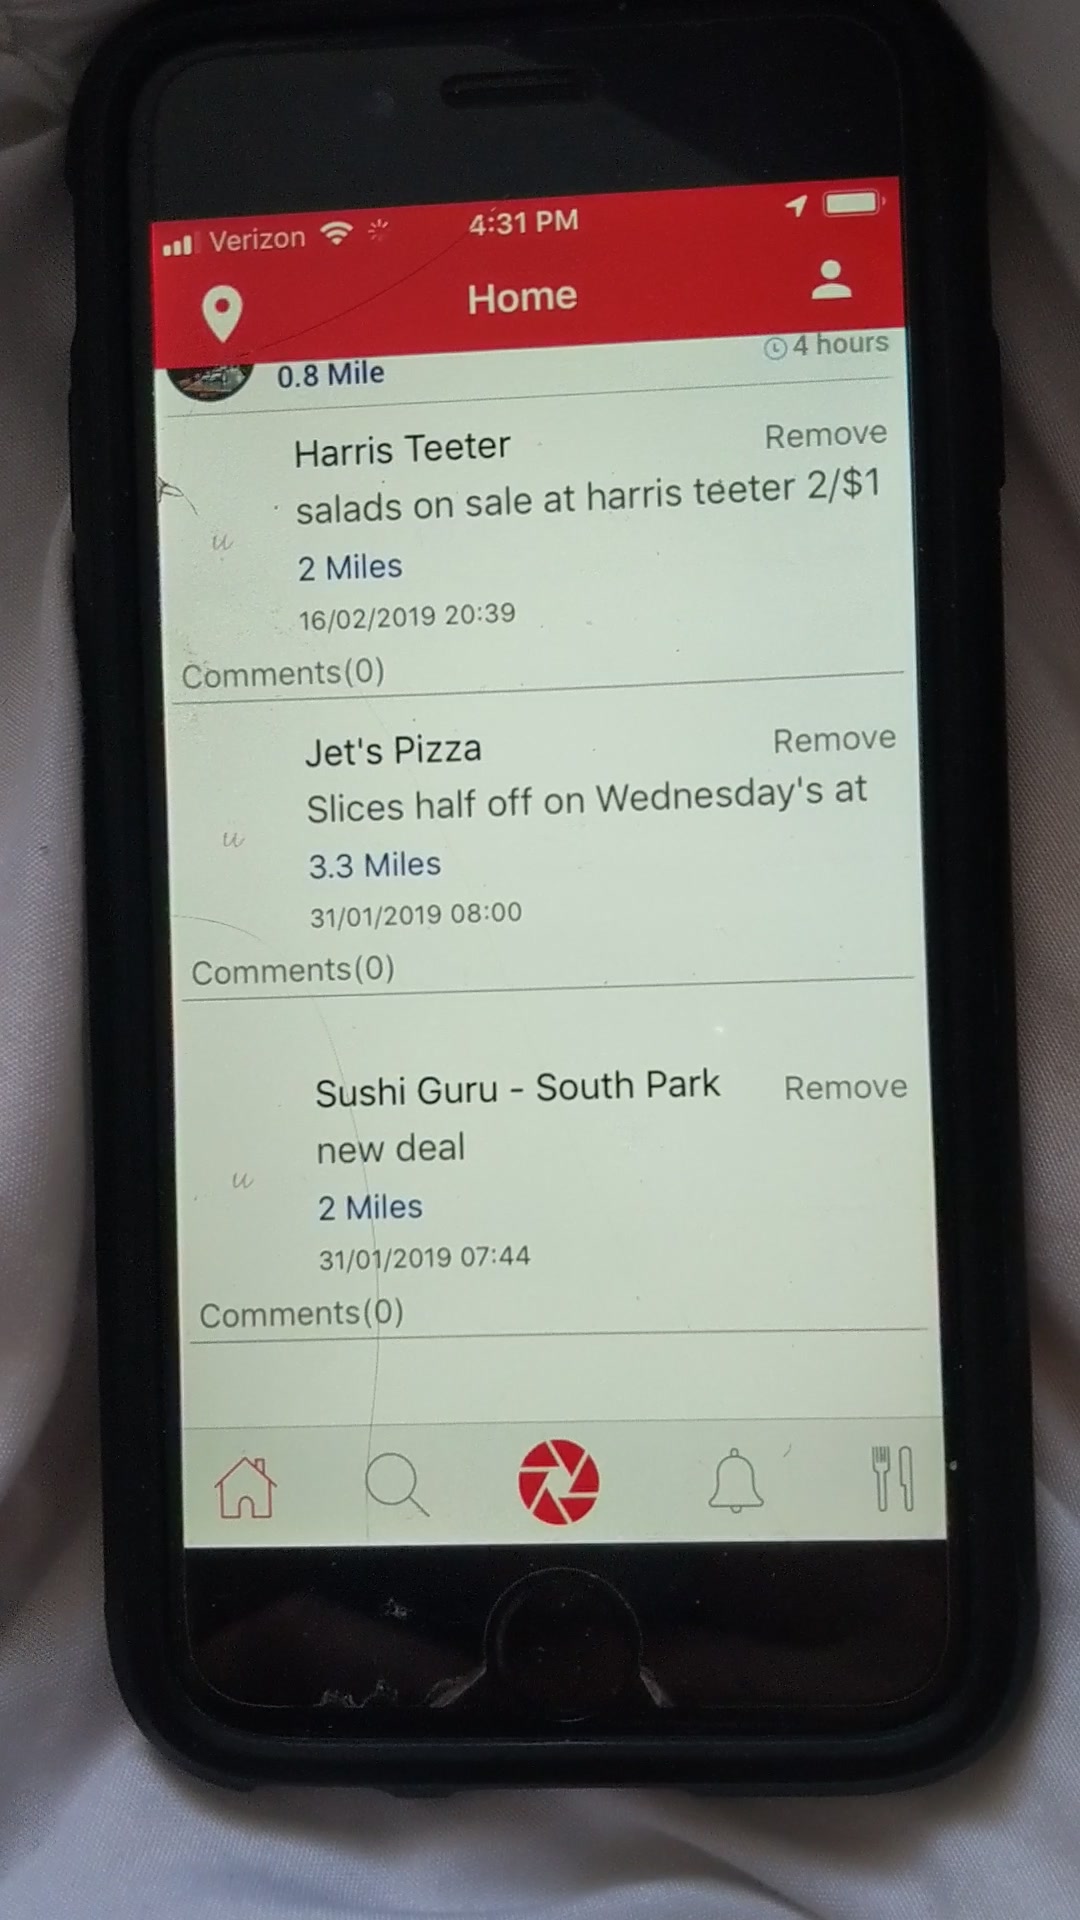 Verizon 4:31 PM
Home
0.8 Mile 4 hours
Harris Teeter Remove
salads on sale at harris teeter 2/$1
2 Miles
16/02/2019 20:39
Comments(0)
Jet's Pizza Remove
Slices half off on Wednesday's at
3.3 Miles
31/01/2019 08:00
Comments(0)
Sushi Guru - South Park Remove
new deal
2 Miles
31/01/2019 07:44
Comments(0)